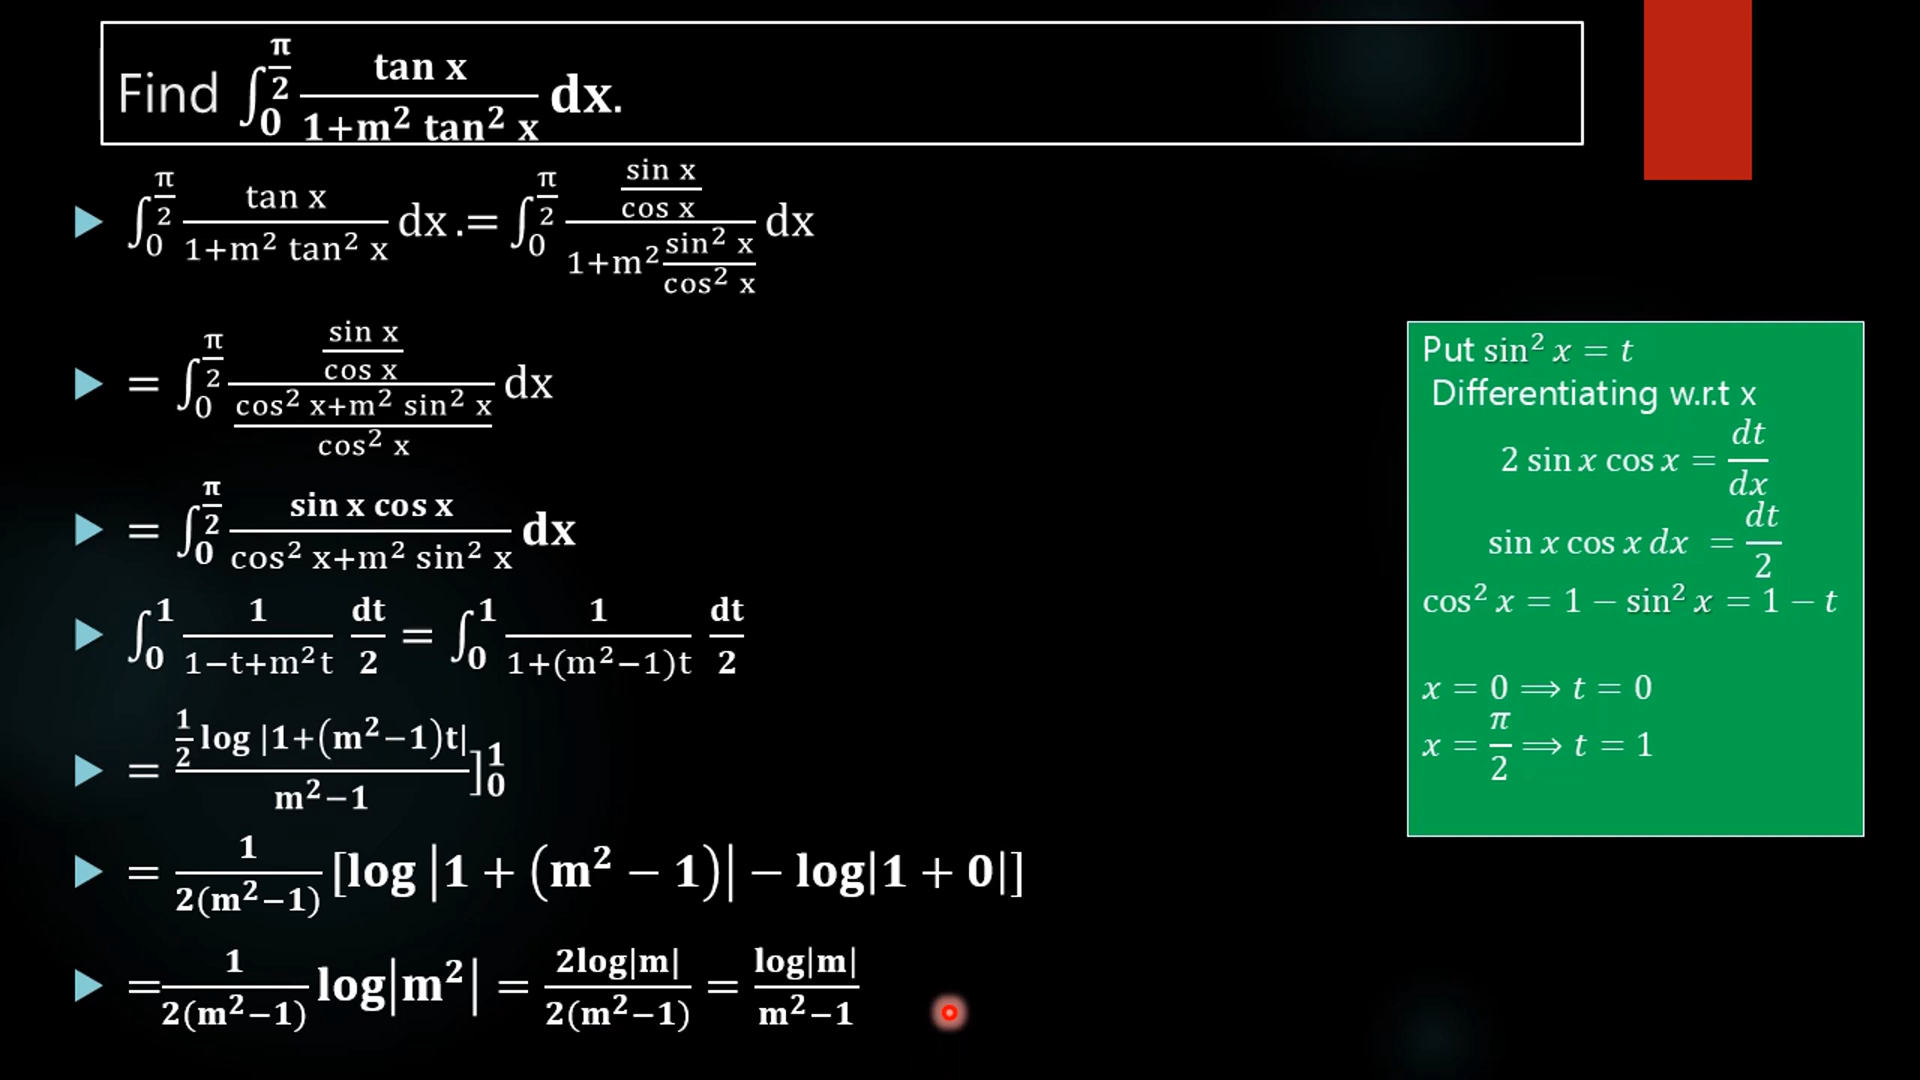 Find ∫₀^(π/2) tan x / (1+m² tan² x) dx.
▶ ∫₀^(π/2) tan x / (1+m² tan² x) dx .= ∫₀^(π/2) (sin x / cos x) / (1+m² (sin² x / cos² x)) dx
▶ = ∫₀^(π/2) (sin x / cos x) / ((cos² x+m² sin² x) / cos² x) dx
▶ = ∫₀^(π/2) sin x cos x / (cos² x+m² sin² x) dx
▶ ∫₀¹ 1/(1−t+m²t) dt/2 = ∫₀¹ 1/(1+(m²−1)t) dt/2
▶ = (1/2 log |1+(m²−1)t|) / (m²−1) ]₀¹
▶ = 1/(2(m²−1)) [log |1 + (m² − 1)| − log|1 + 0|]
▶ = 1/(2(m²−1)) log|m²| = 2log|m| / (2(m²−1)) = log|m| / (m²−1)
Put sin² x = t
Differentiating w.r.t x
2 sin x cos x = dt/dx
sin x cos x dx = dt/2
cos² x = 1 − sin² x = 1 − t
x = 0 ⟹ t = 0
x = π/2 ⟹ t = 1